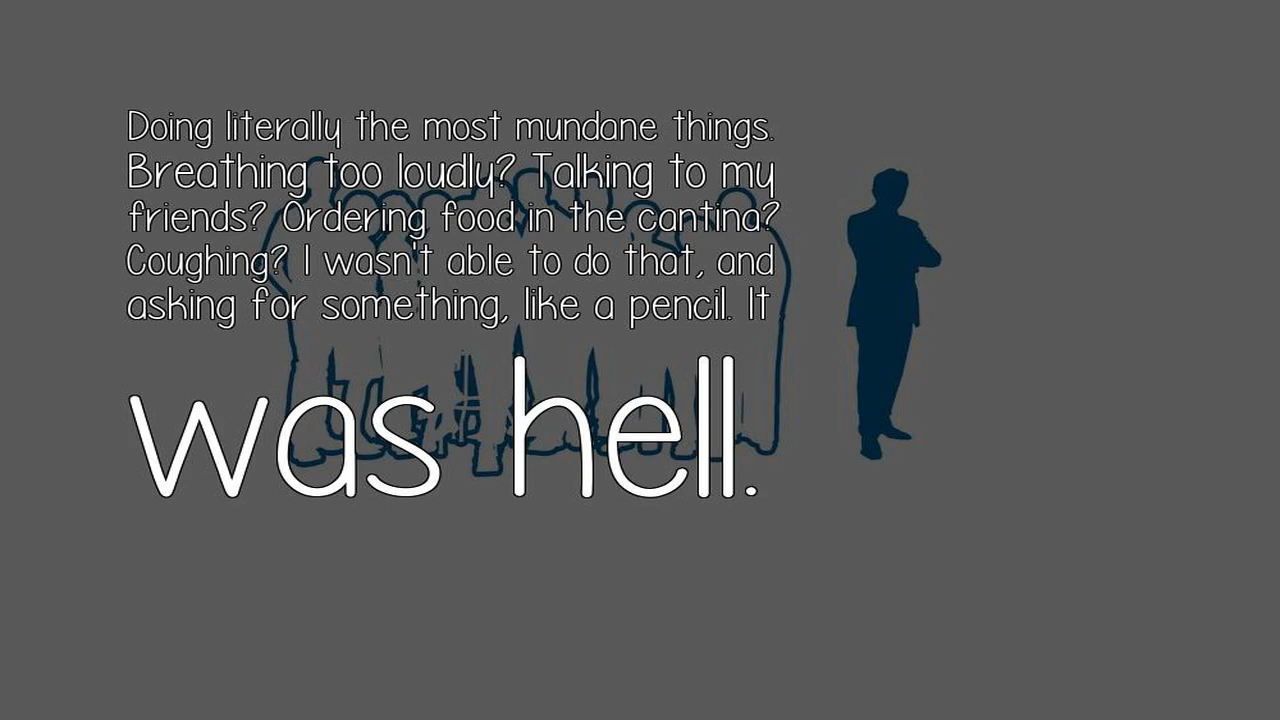 Doing literally the most mundane things.
Breathing too loudly? Talking to my
friends? Ordering food in the cantina?
Coughing? I wasn't able to do that, and
asking for something, like a pencil. It
was hell.